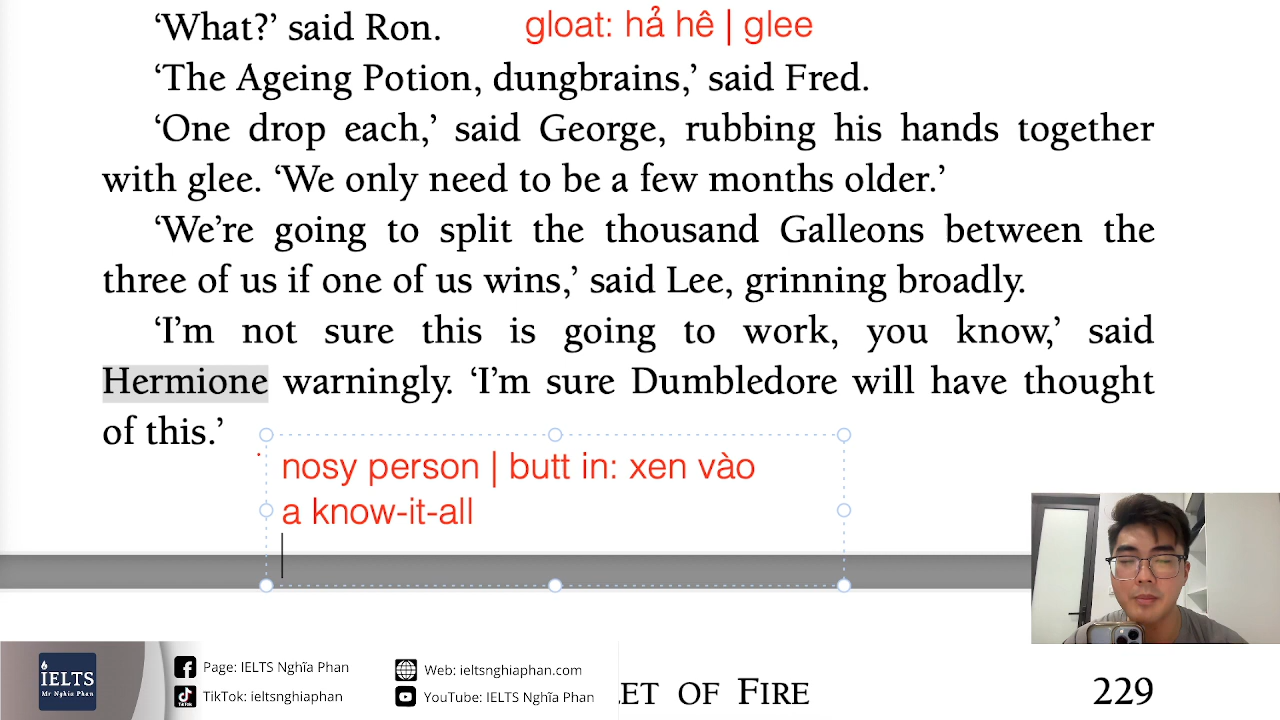 ‘What?’ said Ron.
gloat: hả hê | glee
‘The Ageing Potion, dungbrains,’ said Fred.
‘One drop each,’ said George, rubbing his hands together
with glee. ‘We only need to be a few months older.’
‘We’re going to split the thousand Galleons between the
three of us if one of us wins,’ said Lee, grinning broadly.
‘I’m not sure this is going to work, you know,’ said
Hermione warningly. ‘I’m sure Dumbledore will have thought
of this.’
nosy person | butt in: xen vào
a know-it-all
IELTS
Mr Nghia Phan
Page: IELTS Nghĩa Phan
TikTok: ieltsnghiaphan
Web: ieltsnghiaphan.com
YouTube: IELTS Nghĩa Phan
LET OF FIRE
229